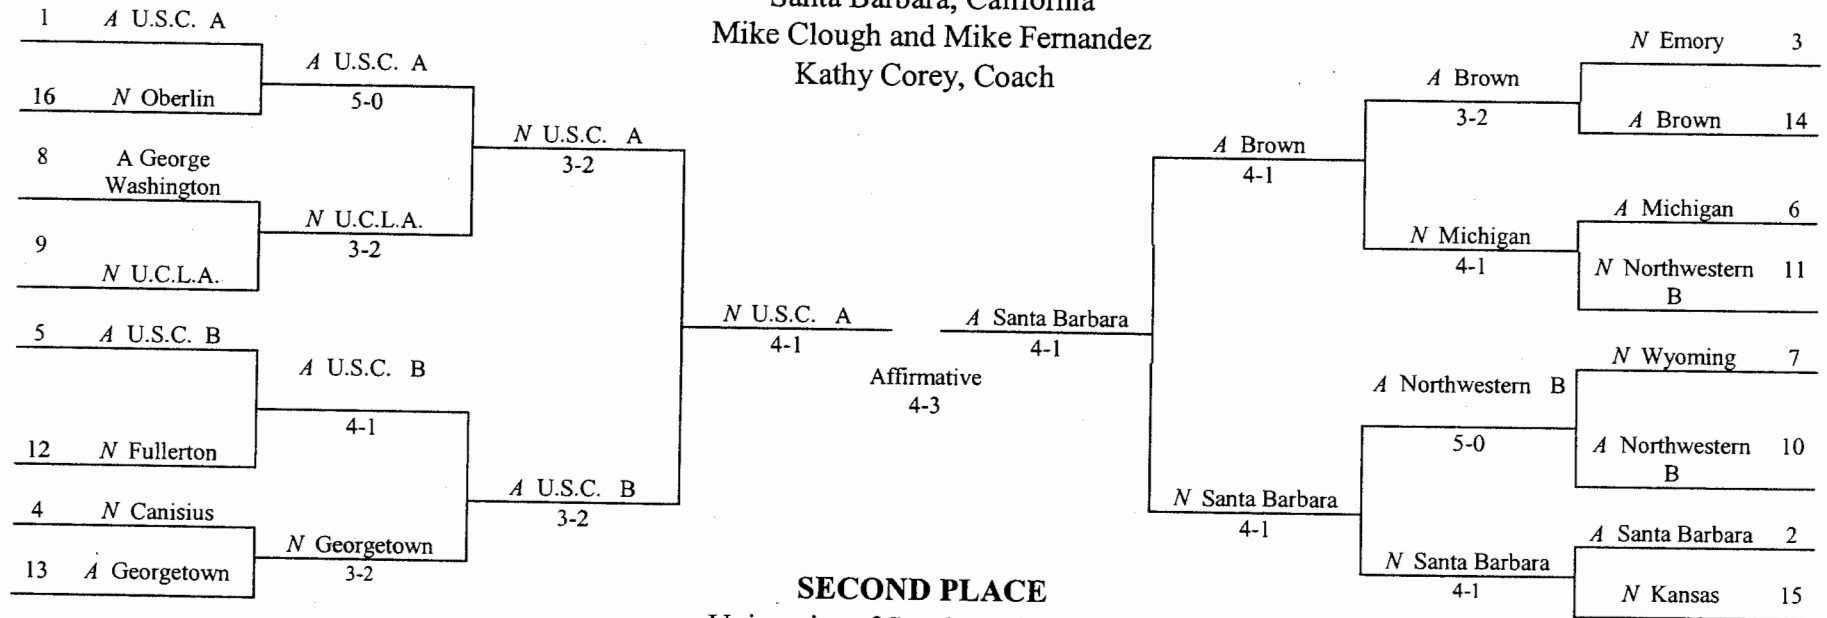 Santa Barbara, California
Mike Clough and Mike Fernandez
Kathy Corey, Coach
1 A U.S.C. A
16 N Oberlin
8 A George
Washington
9
N U.C.L.A.
5 A U.S.C. B
12 N Fullerton
4 N Canisius
13 A Georgetown
A U.S.C. A
5-0
N U.C.L.A.
3-2
A U.S.C. B
4-1
N Georgetown
3-2
N U.S.C. A
3-2
A U.S.C. B
3-2
N U.S.C. A
4-1
A Santa Barbara
4-1
Affirmative
4-3
A Brown
4-1
N Santa Barbara
4-1
A Brown
3-2
N Michigan
4-1
A Northwestern B
5-0
N Santa Barbara
4-1
N Emory 3
A Brown 14
A Michigan 6
N Northwestern 11
B
N Wyoming 7
A Northwestern 10
B
A Santa Barbara 2
N Kansas 15
SECOND PLACE